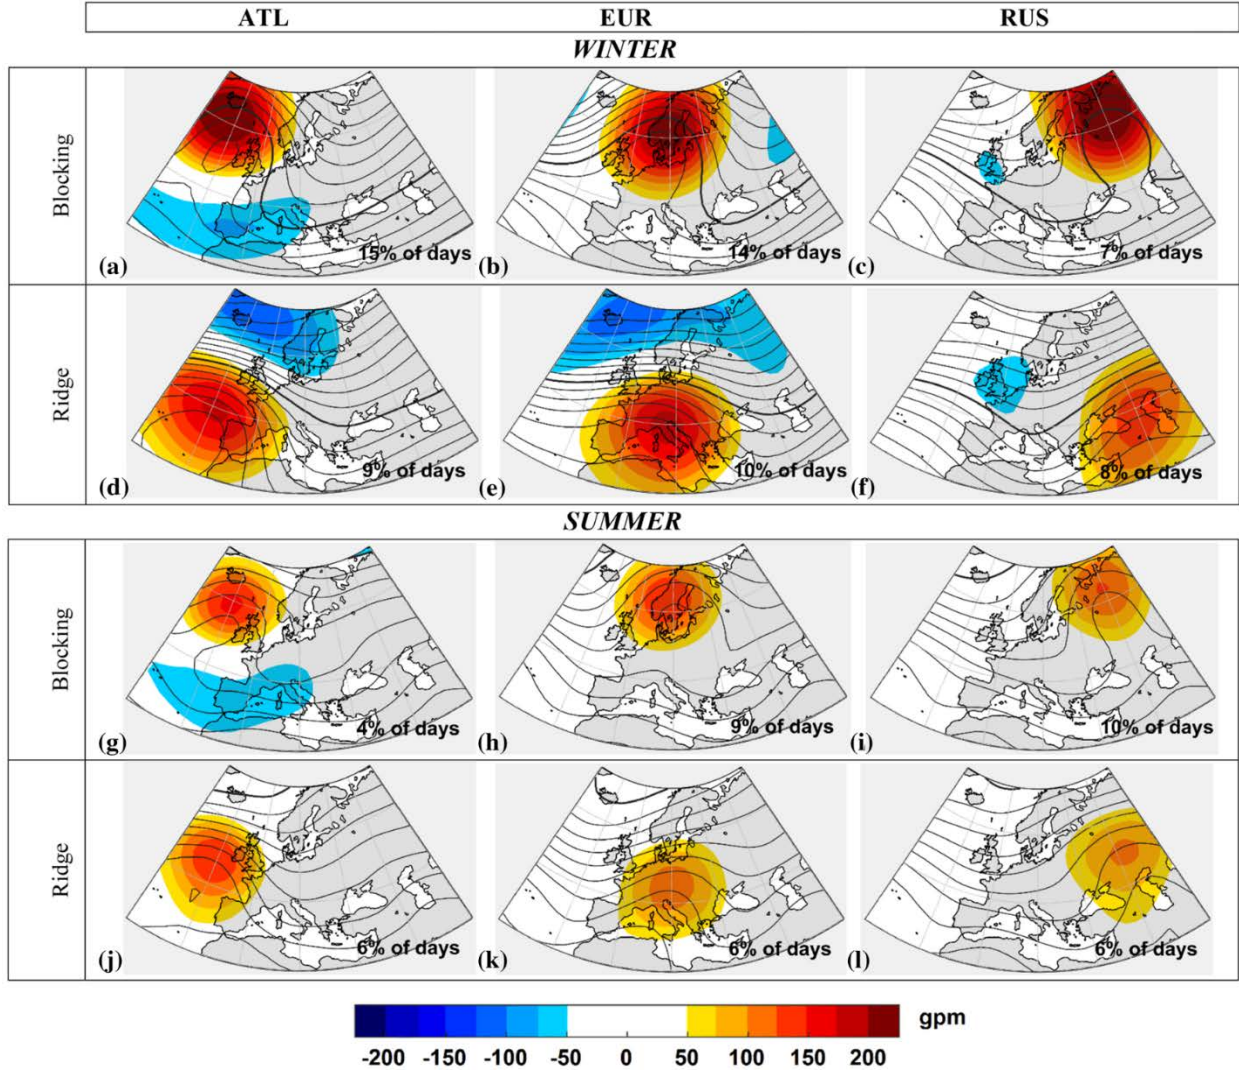 ATL EUR RUS
WINTER
Blocking
(a) 15% of days (b) 14% of days (c) 7% of days
Ridge
(d) 9% of days (e) 10% of days (f) 8% of days
SUMMER
Blocking
(g) 4% of days (h) 9% of days (i) 10% of days
Ridge
(j) 6% of days (k) 6% of days (l) 6% of days
gpm
-200 -150 -100 -50 0 50 100 150 200